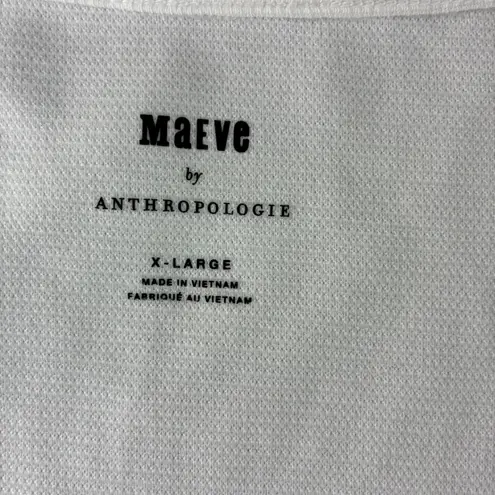 MaEve
by
ANTHROPOLOGIE
X-LARGE
MADE IN VIETNAM
FABRIQUÉ AU VIETNAM